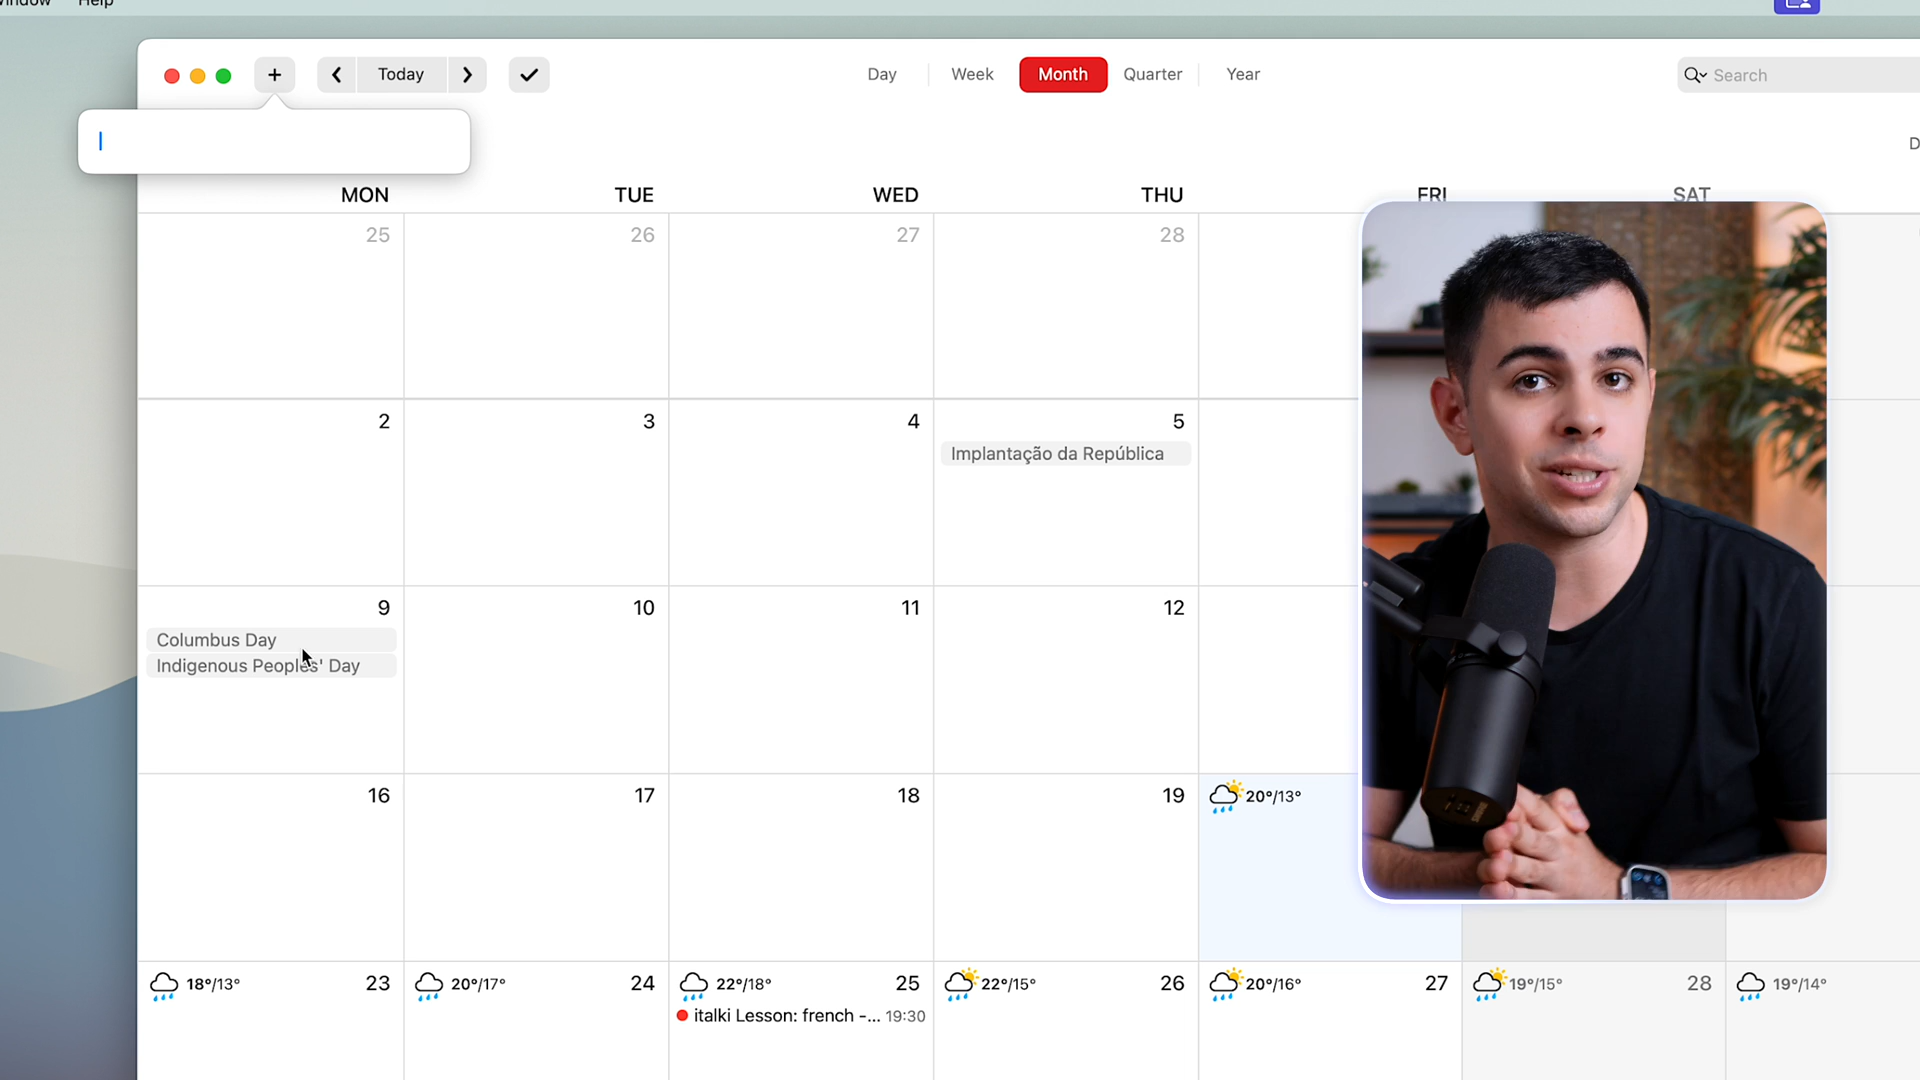 Window Help
+ Today Day Week Month Quarter Year Search
D
MON TUE WED THU FRI SAT
25 26 27 28
2 3 4 5
Implantação da República
9 10 11 12
Columbus Day
Indigenous Peoples' Day
16 17 18 19 20°/13°
18°/13° 23 20°/17° 24 22°/18° 25 22°/15° 26 20°/16° 27 19°/15° 28 19°/14°
italki Lesson: french -... 19:30